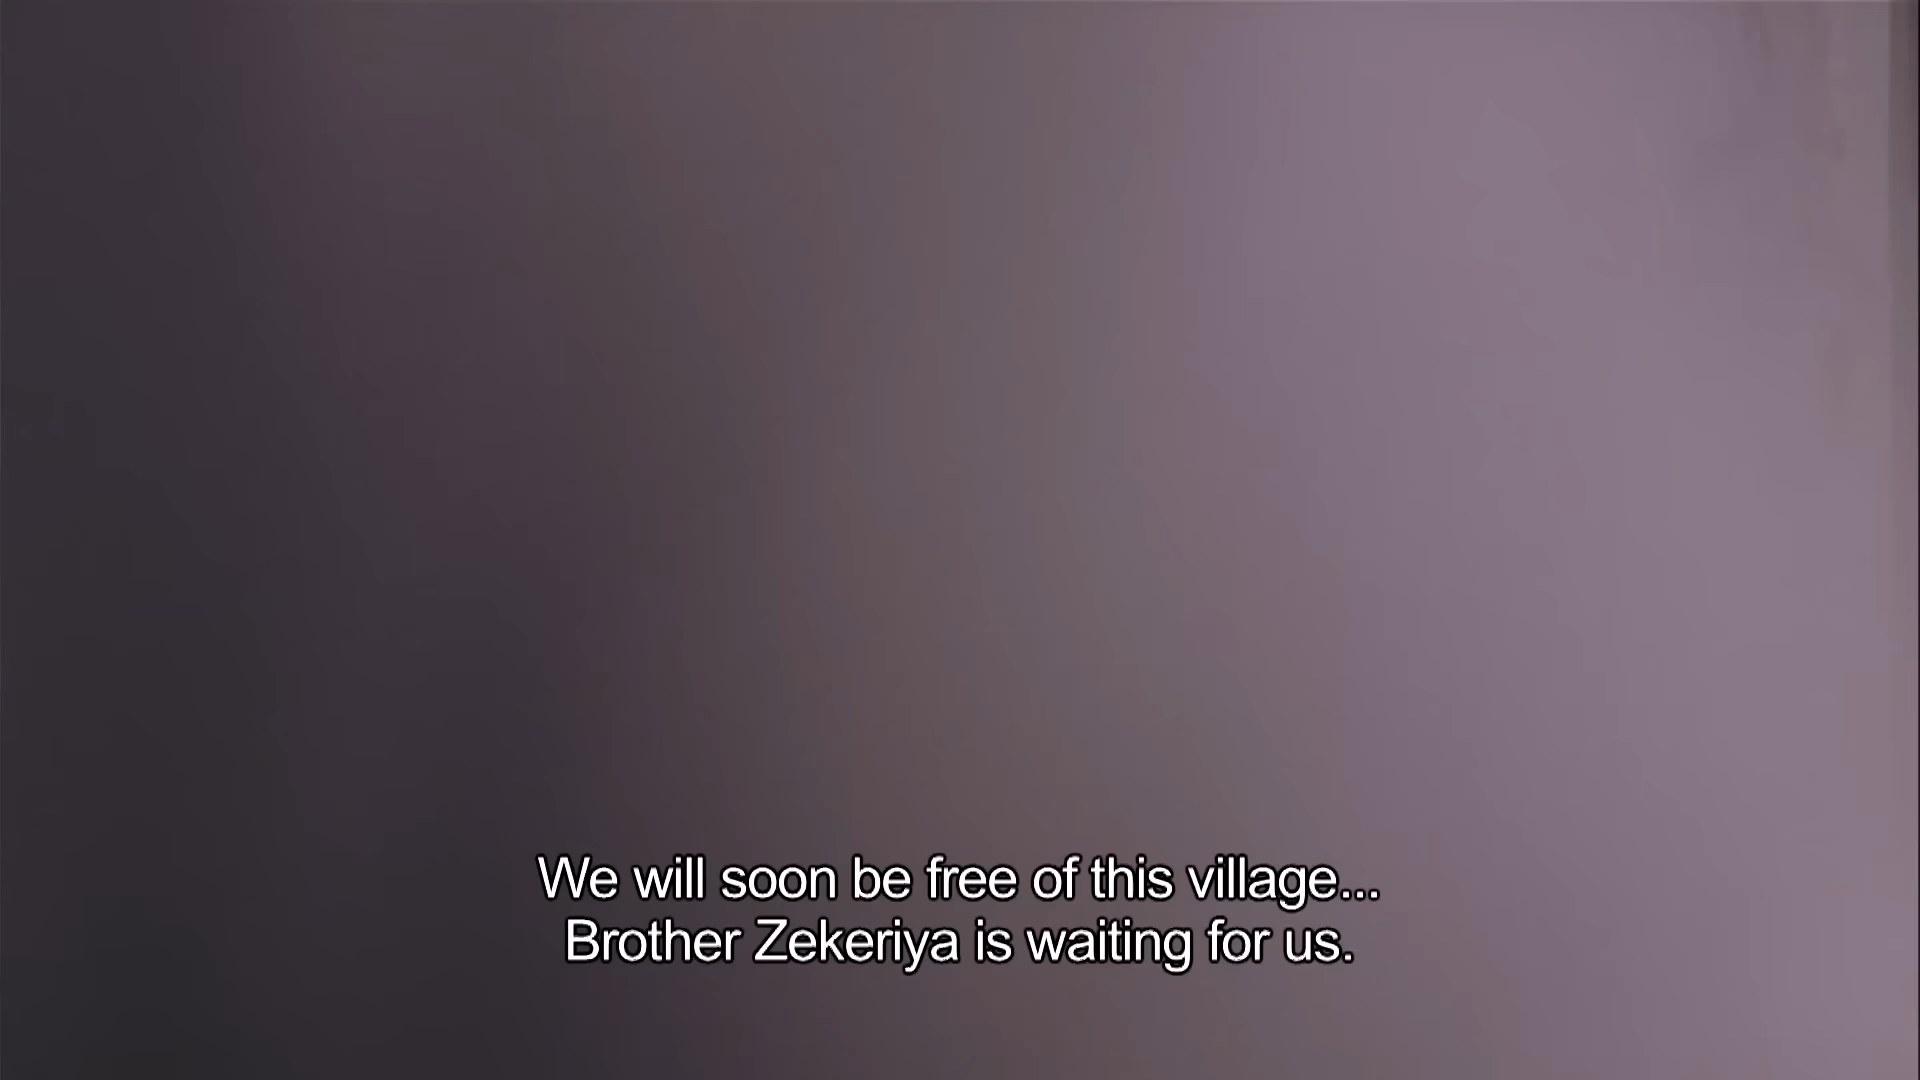 We will soon be free of this village...
Brother Zekeriya is waiting for us.